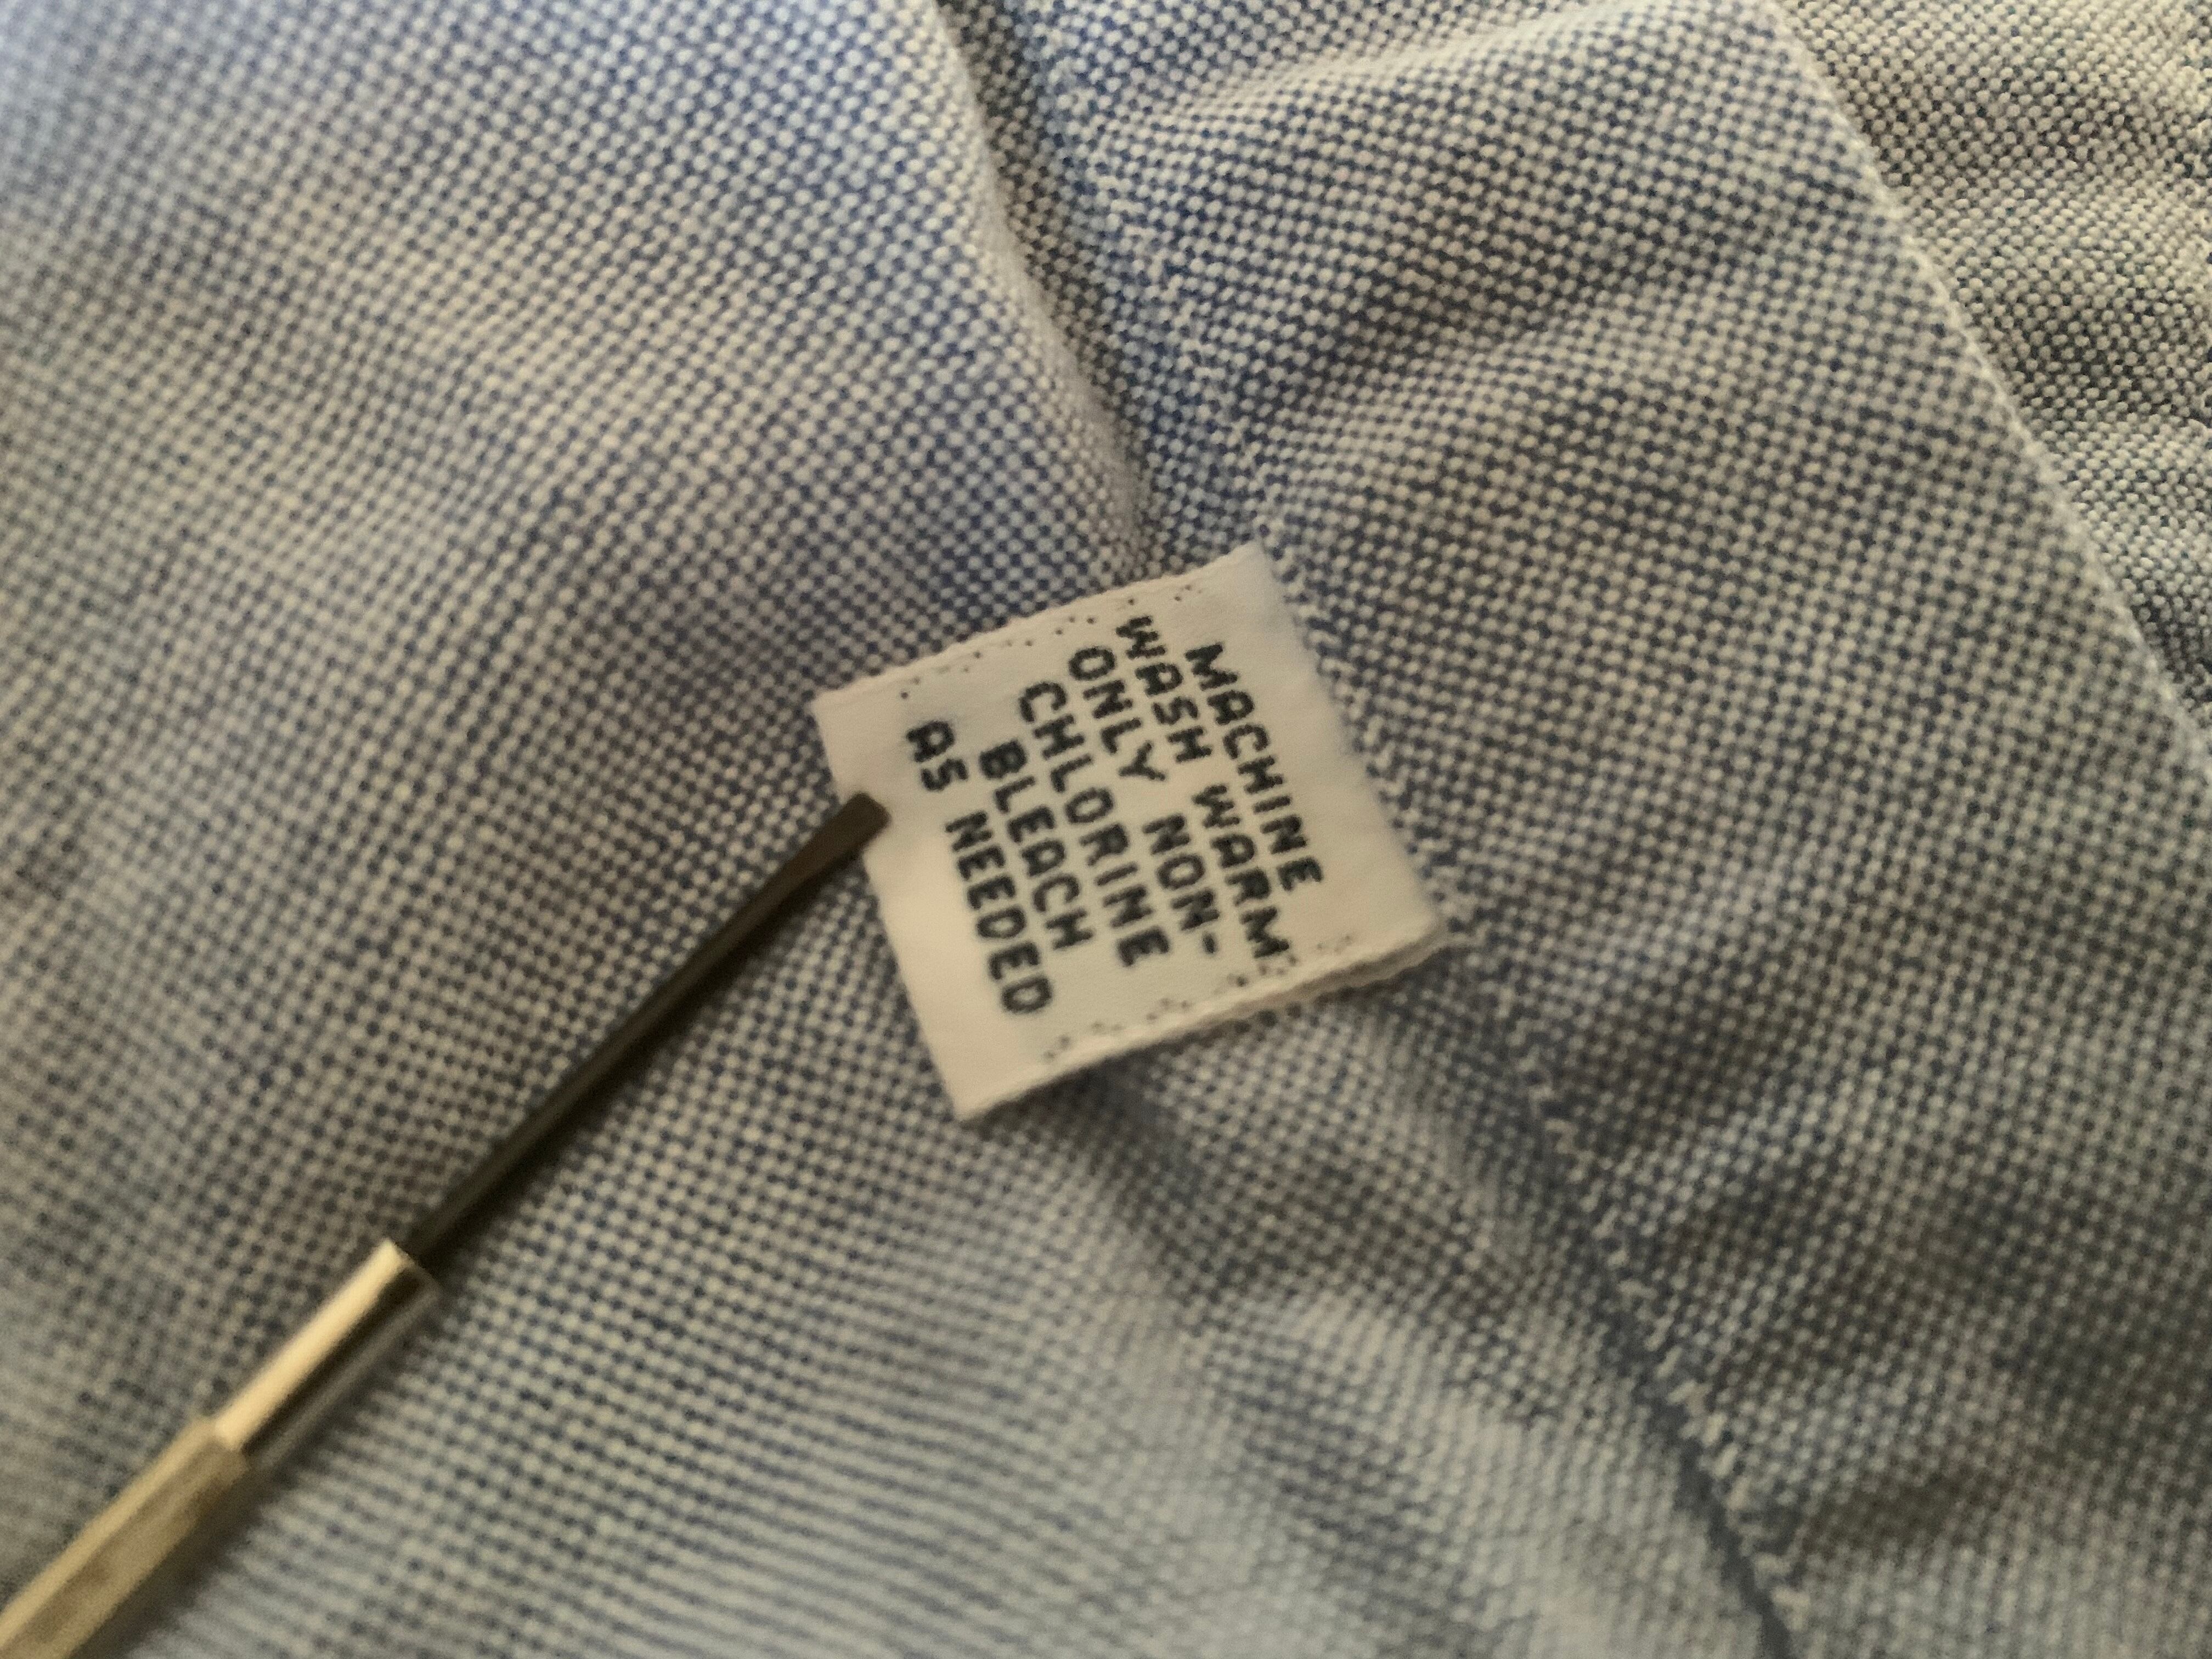 MACHINE
WASH WARM
ONLY NON-
CHLORINE
BLEACH
AS NEEDED